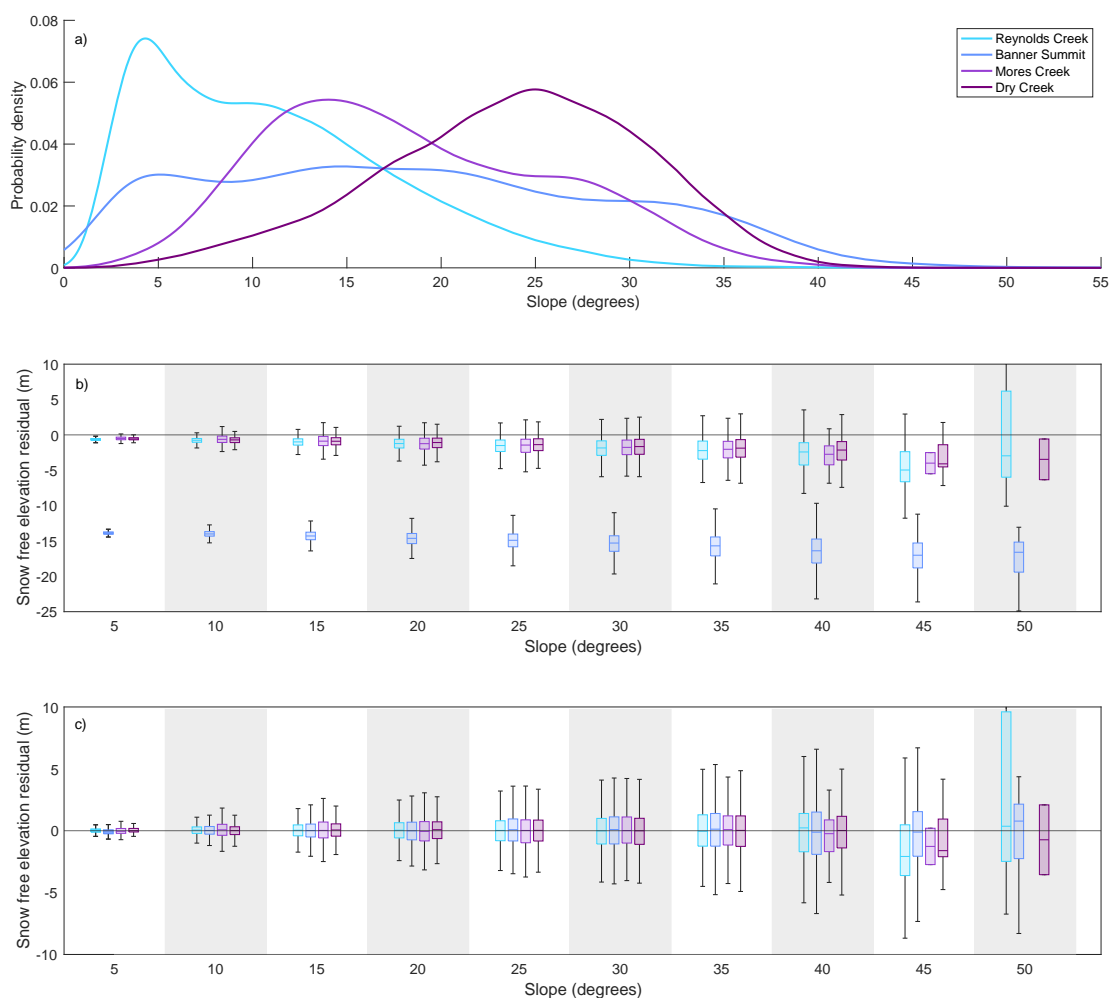 0.08
a)
Reynolds Creek
Banner Summit
Mores Creek
Dry Creek
0.06
0.04
0.02
0
Probability density
0 5 10 15 20 25 30 35 40 45 50 55
Slope (degrees)
10
b)
5
0
-5
-10
-15
-20
-25
Snow free elevation residual (m)
5 10 15 20 25 30 35 40 45 50
Slope (degrees)
10
c)
5
0
-5
-10
Snow free elevation residual (m)
5 10 15 20 25 30 35 40 45 50
Slope (degrees)